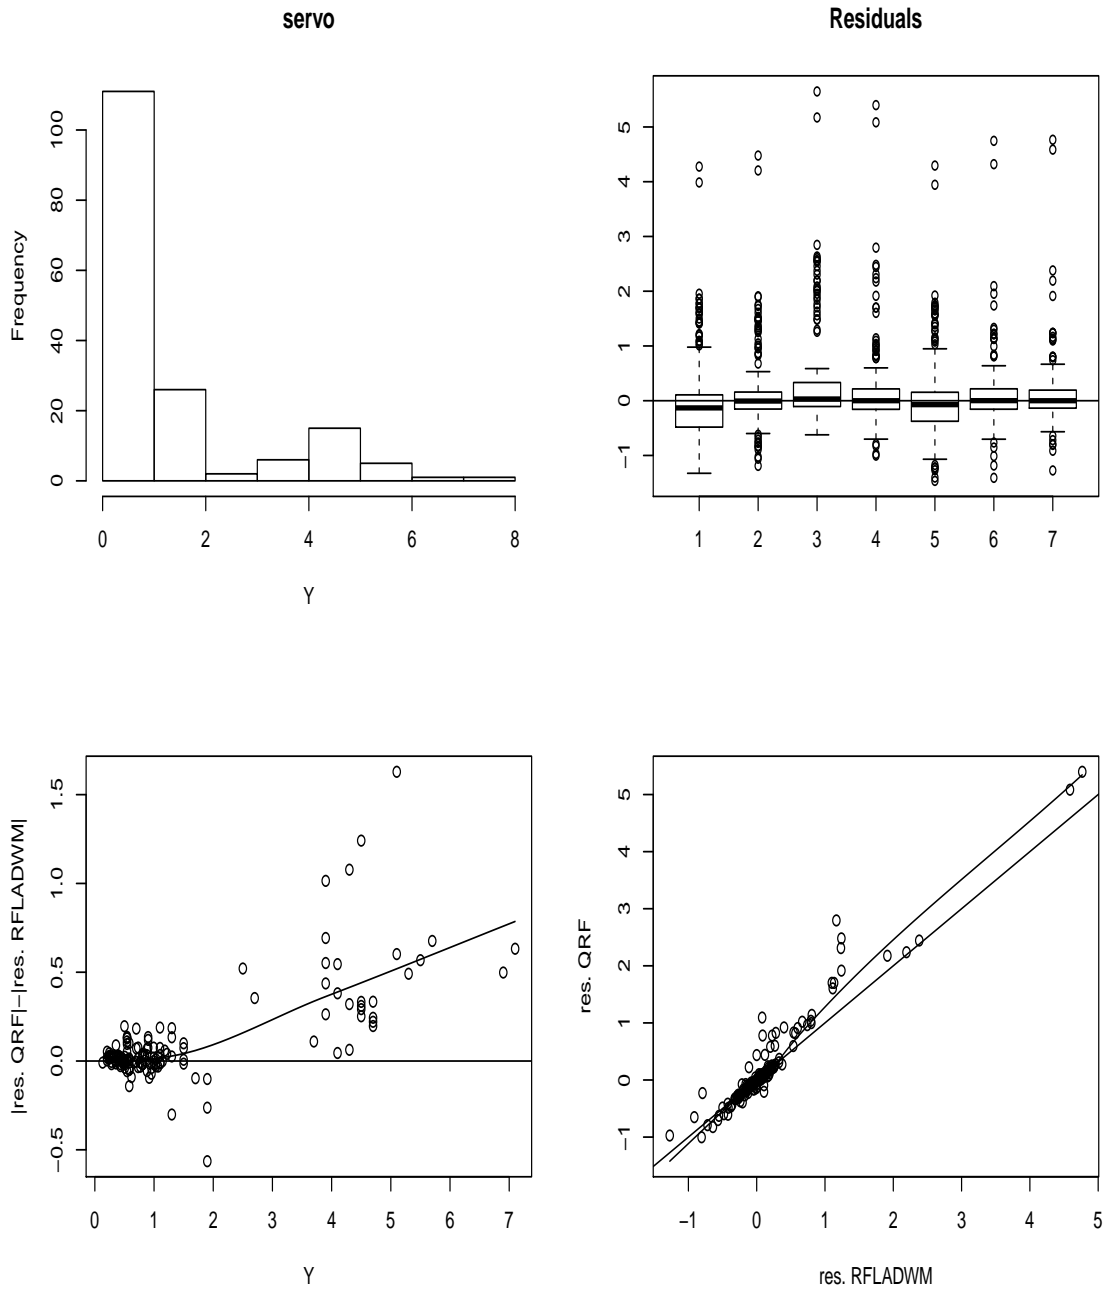 servo
Frequency
100
80
60
40
20
0
0 2 4 6 8
Y
Residuals
5
4
3
2
1
0
−1
1 2 3 4 5 6 7
|res. QRF|−|res. RFLADWM|
1.5
1.0
0.5
0.0
−0.5
0 1 2 3 4 5 6 7
Y
res. QRF
5
4
3
2
1
0
−1
−1 0 1 2 3 4 5
res. RFLADWM